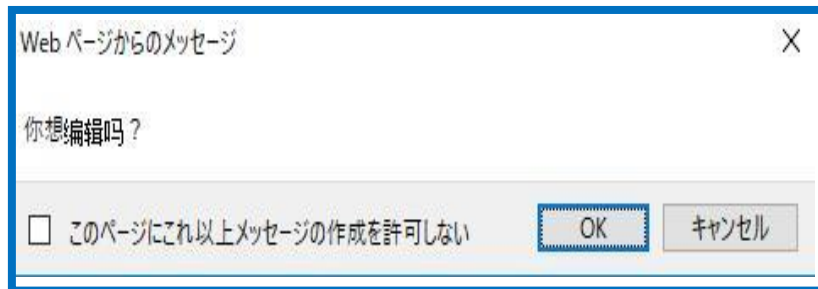 Web ページからのメッセージ
你想编辑吗？
このページにこれ以上メッセージの作成を許可しない
OK
キャンセル